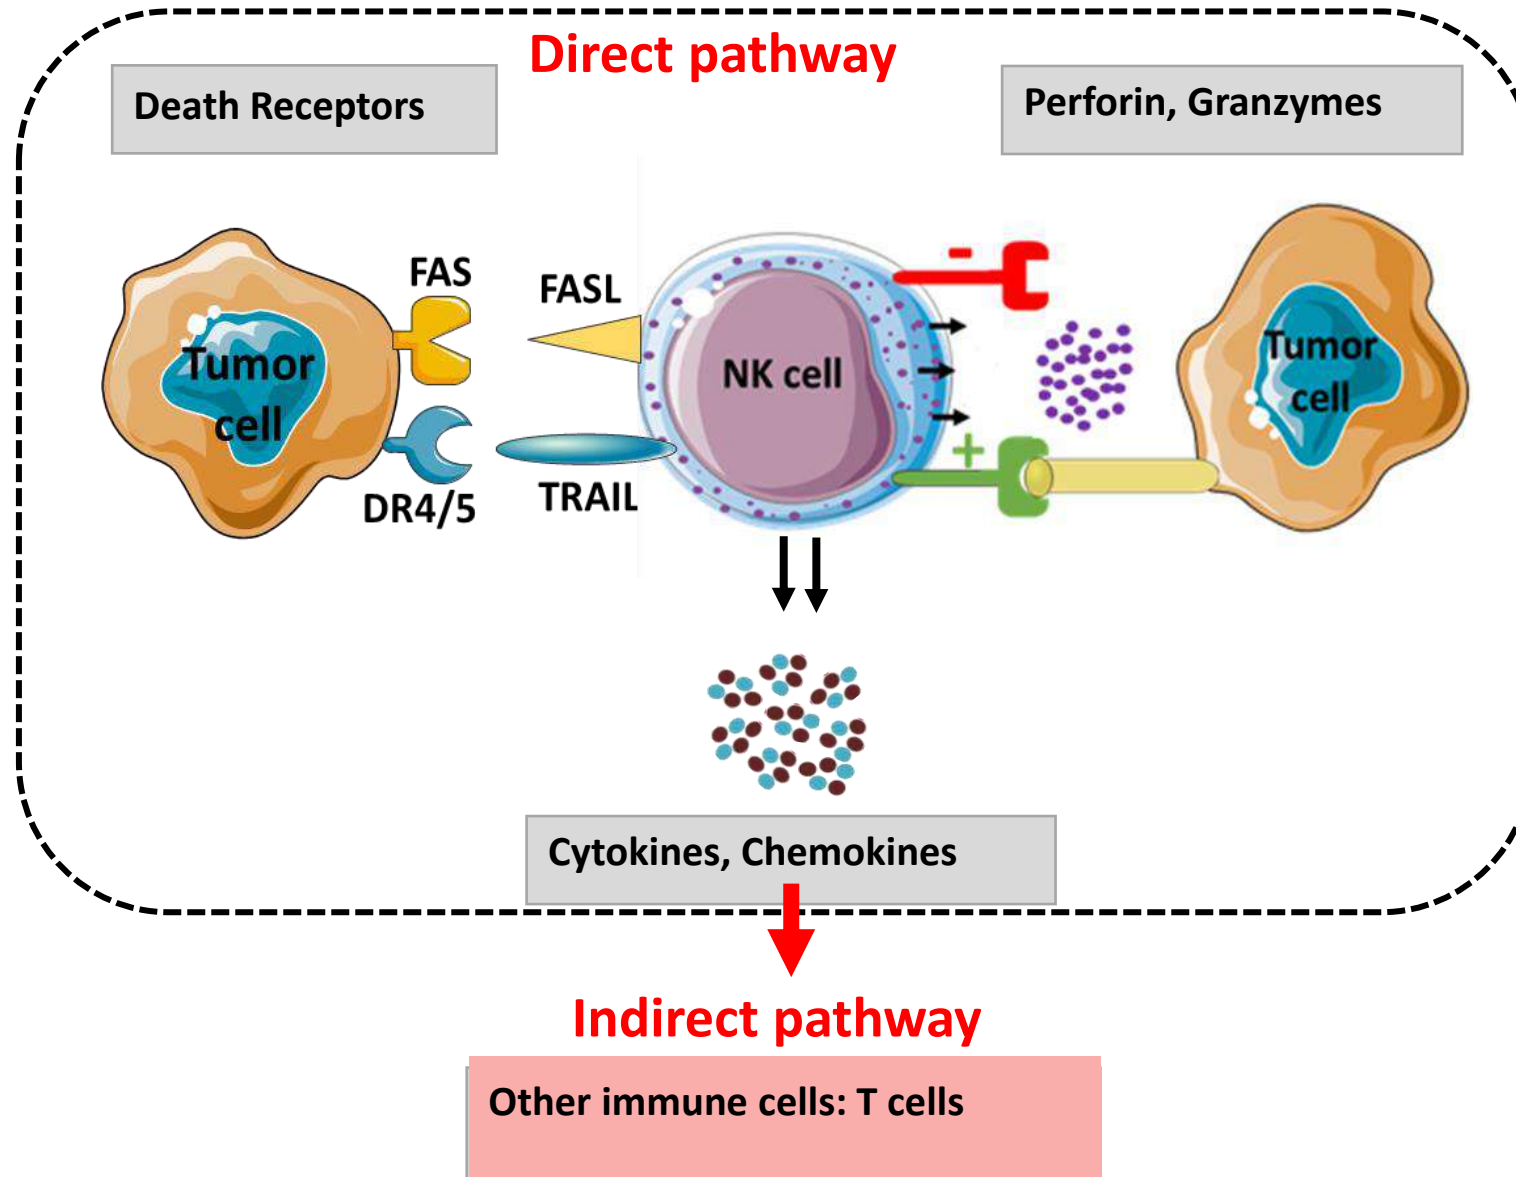 Direct pathway
Death Receptors
Perforin, Granzymes
FAS
FASL
-
Tumor
cell
NK cell
Tumor
cell
+
DR4/5
TRAIL
Cytokines, Chemokines
Indirect pathway
Other immune cells: T cells